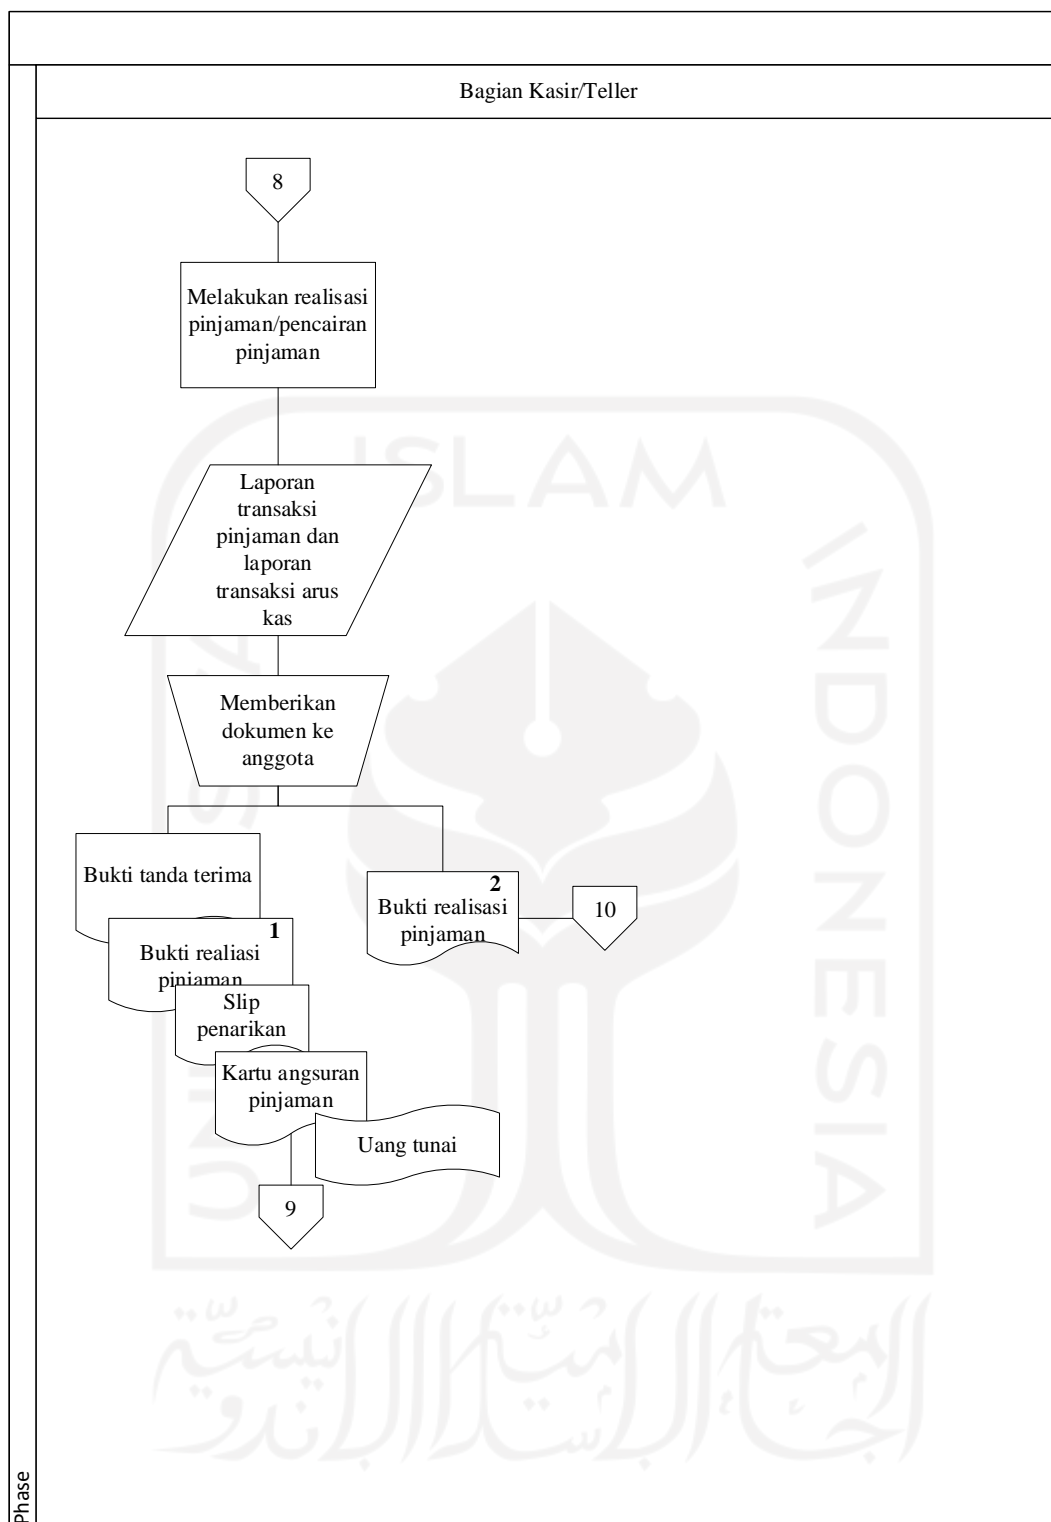 Bagian Kasir/Teller
8
Melakukan realisasi
pinjaman/pencairan
pinjaman
Laporan
transaksi
pinjaman dan
laporan
transaksi arus
kas
Memberikan
dokumen ke
anggota
Bukti tanda terima
1
Bukti realiasi
pinjaman
Slip
penarikan
Kartu angsuran
pinjaman
Uang tunai
9
2
Bukti realisasi
pinjaman
10
Phase
ISLAM
INDONESIA